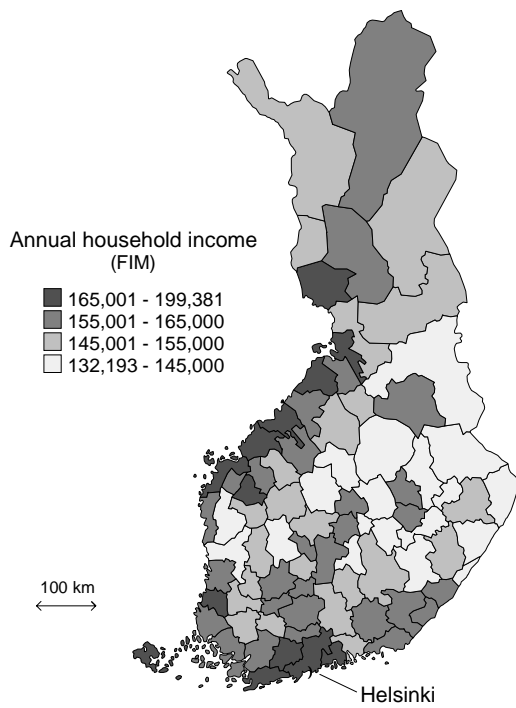 Annual household income
(FIM)
165,001 - 199,381
155,001 - 165,000
145,001 - 155,000
132,193 - 145,000
100 km
Helsinki